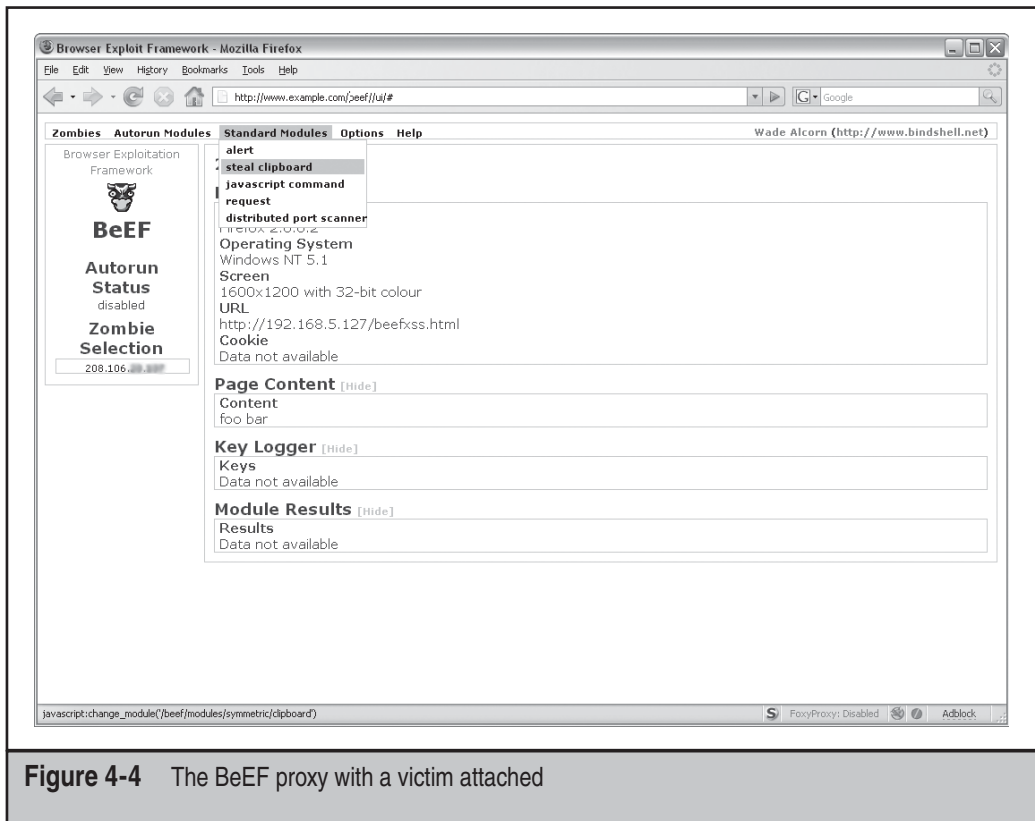 Browser Exploit Framework - Mozilla Firefox
File Edit View History Bookmarks Tools Help
http://www.example.com/beef//ui/#
G Google
Zombies Autorun Modules Standard Modules Options Help
Wade Alcorn (http://www.bindshell.net)
Browser Exploitation
Framework
BeEF
Autorun
Status
disabled
Zombie
Selection
208.106.
alert
steal clipboard
javascript command
request
distributed port scanner
Firefox 2.0.0.2
Operating System
Windows NT 5.1
Screen
1600x1200 with 32-bit colour
URL
http://192.168.5.127/beefxss.html
Cookie
Data not available
Page Content [Hide]
Content
foo bar
Key Logger [Hide]
Keys
Data not available
Module Results [Hide]
Results
Data not available
javascript:change_module('/beef/modules/symmetric/clipboard')
S FoxyProxy: Disabled Adblock
Figure 4-4 The BeEF proxy with a victim attached